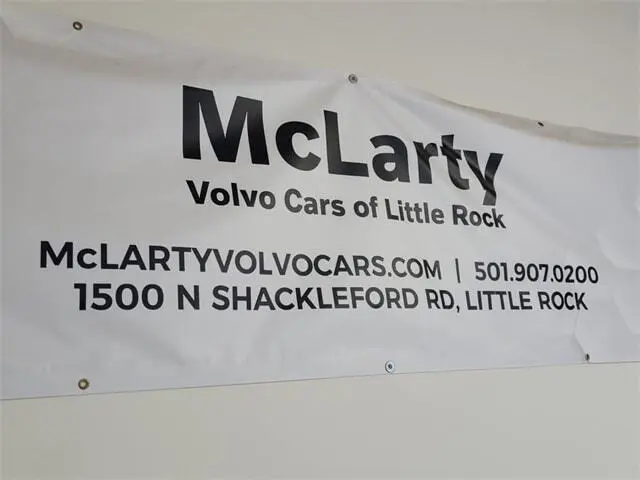 McLarty
Volvo Cars of Little Rock
McLARTYVOLVOCARS.COM | 501.907.0200
1500 N SHACKLEFORD RD, LITTLE ROCK